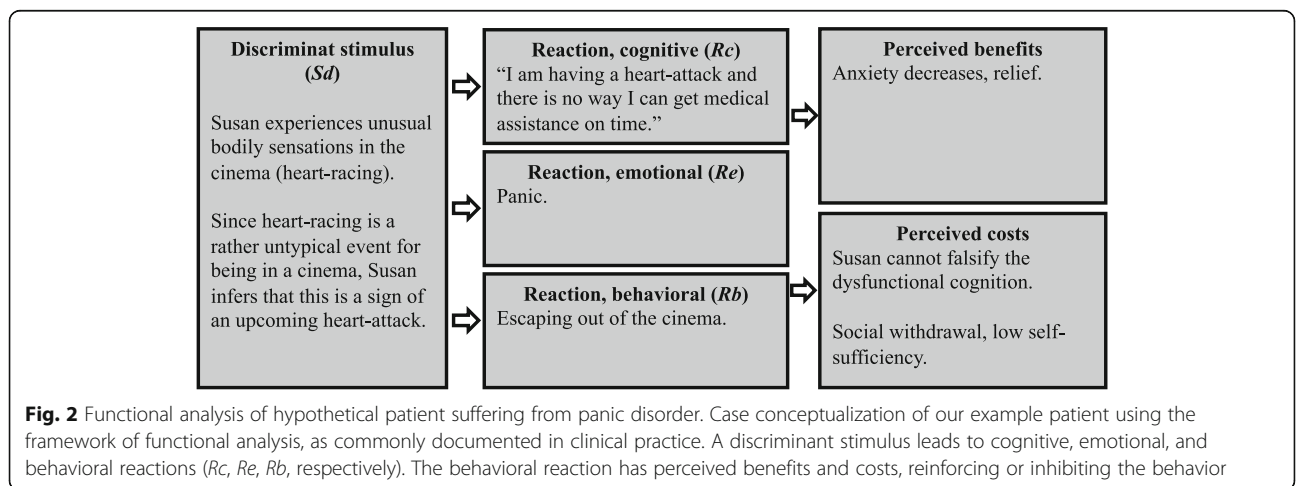 Discriminat stimulus
(Sd)
Susan experiences unusual
bodily sensations in the
cinema (heart-racing).
Since heart-racing is a
rather untypical event for
being in a cinema, Susan
infers that this is a sign of
an upcoming heart-attack.
Reaction, cognitive (Rc)
“I am having a heart-attack and
there is no way I can get medical
assistance on time.”
Reaction, emotional (Re)
Panic.
Reaction, behavioral (Rb)
Escaping out of the cinema.
Perceived benefits
Anxiety decreases, relief.
Perceived costs
Susan cannot falsify the
dysfunctional cognition.
Social withdrawal, low self-
sufficiency.
Fig. 2 Functional analysis of hypothetical patient suffering from panic disorder. Case conceptualization of our example patient using the
framework of functional analysis, as commonly documented in clinical practice. A discriminant stimulus leads to cognitive, emotional, and
behavioral reactions (Rc, Re, Rb, respectively). The behavioral reaction has perceived benefits and costs, reinforcing or inhibiting the behavior